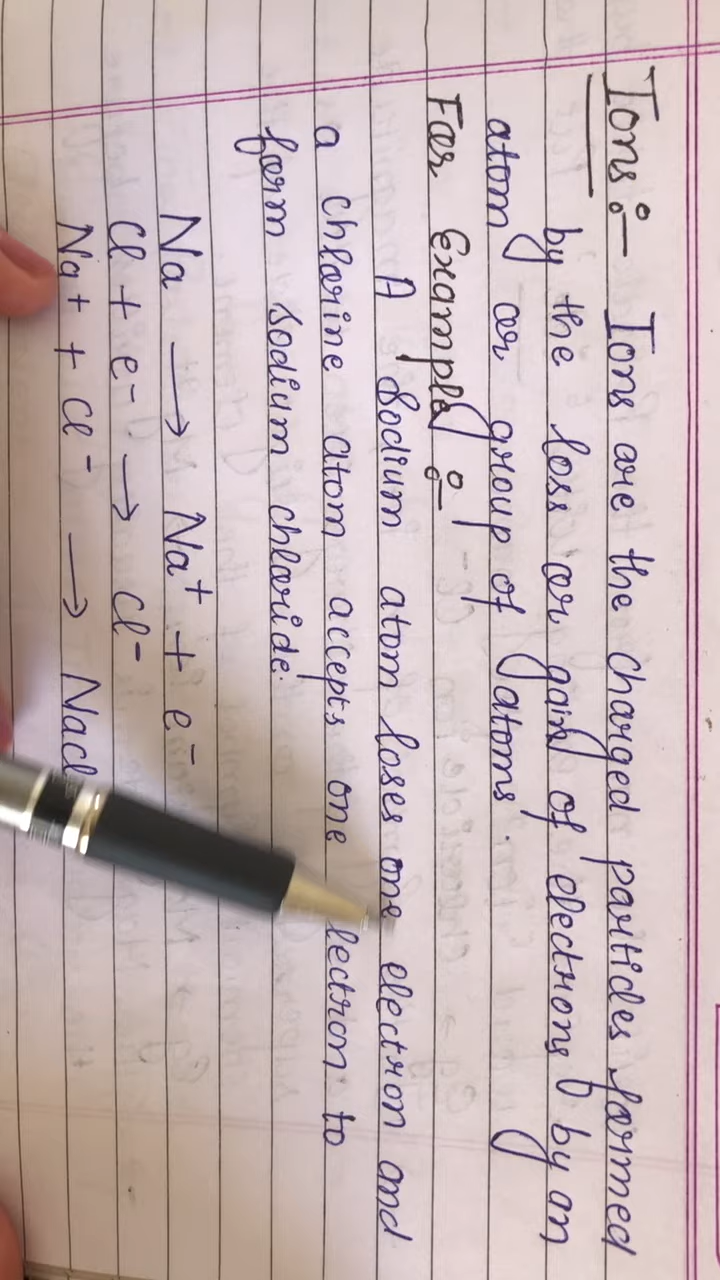 Ions :- Ions are the charged particles formed
by the loss or gain of electrons by an
atom or group of atoms.
For Example :-
A Sodium atom loses one electron and
a chlorine atom accepts one lectron to
form sodium chloride.
Na ⟶ Na⁺ + e⁻
Cl + e⁻ ⟶ Cl⁻
Na⁺ + Cl⁻ ⟶ Nacl